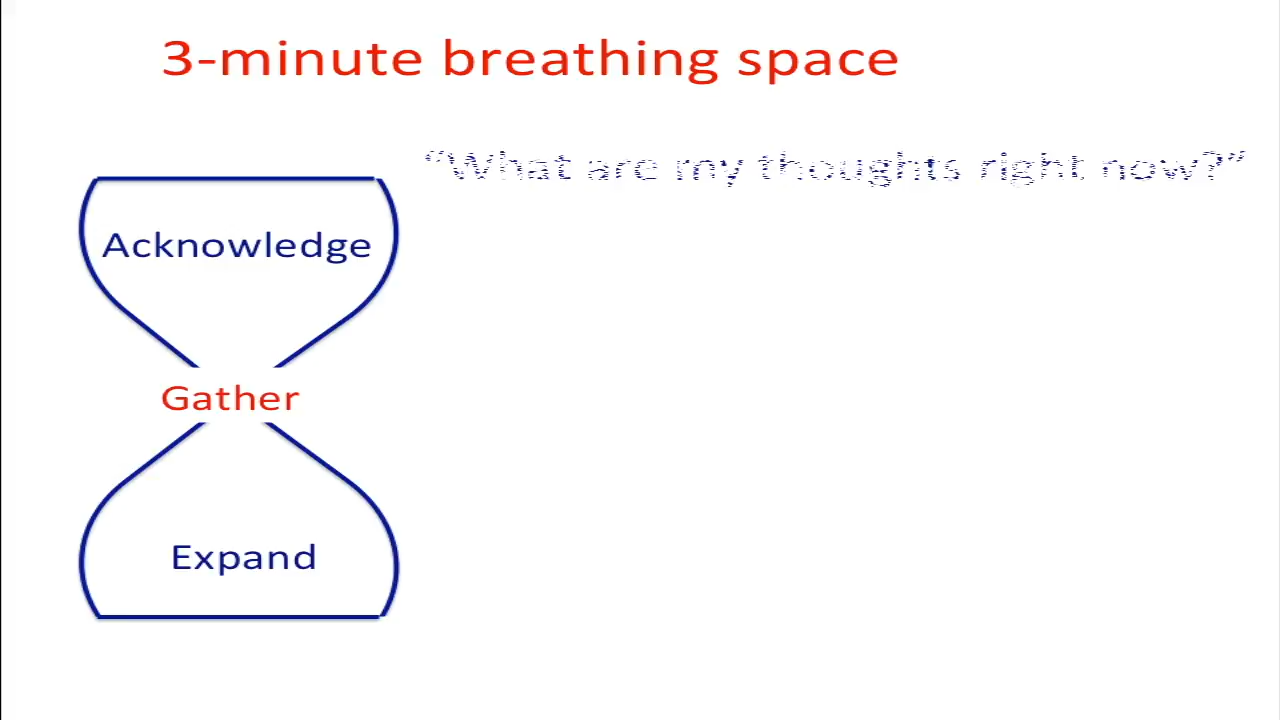 3-minute breathing space
“What are my thoughts right now?”
Acknowledge
Gather
Expand